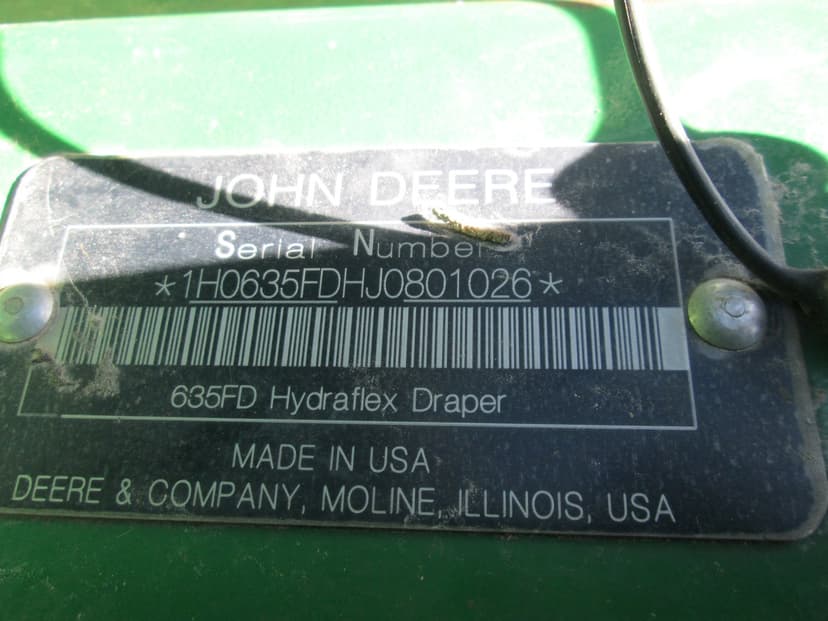 JOHN DEERE
Serial Number
*1H0635FDHJ0801026*
635FD Hydraflex Draper
MADE IN USA
DEERE & COMPANY, MOLINE, ILLINOIS, USA